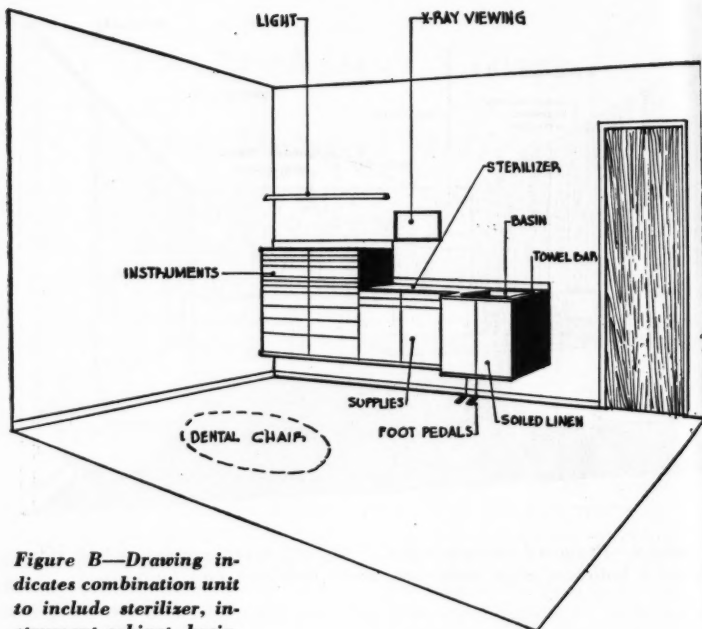 LIGHT
X-RAY VIEWING
STERILIZER
BASIN
TOWEL BAR
INSTRUMENTS
SUPPLIES
FOOT PEDALS
SOILED LINEN
DENTAL CHAIR
Figure B—Drawing in-
dicates combination unit
to include sterilizer, in-